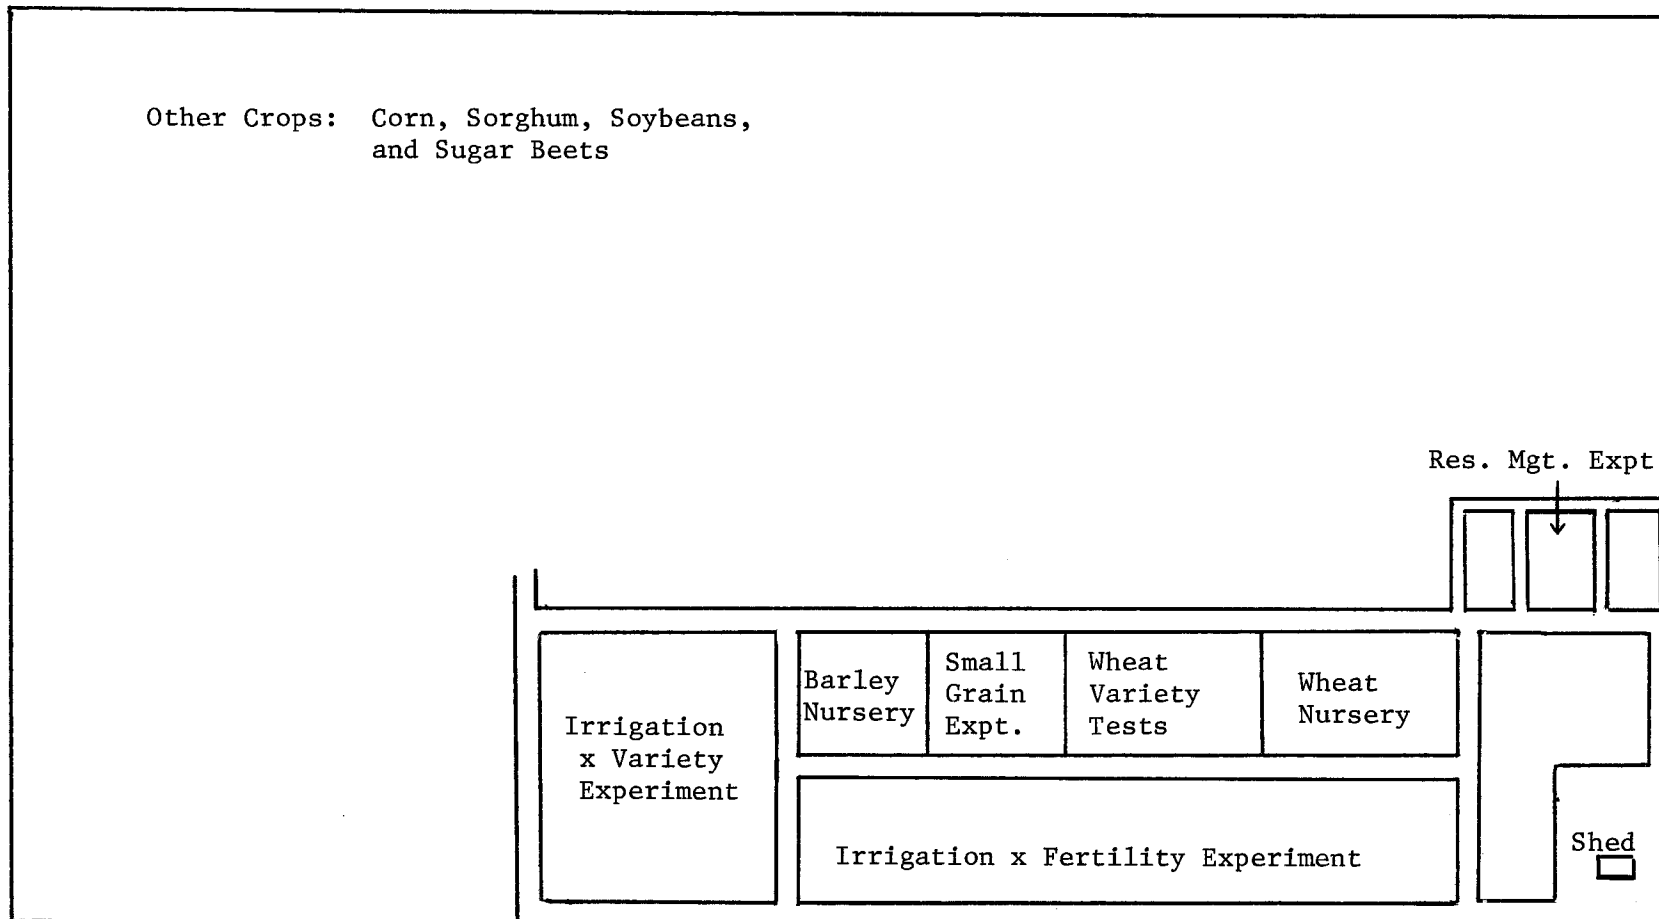 Other Crops: Corn, Sorghum, Soybeans,
and Sugar Beets
Res. Mgt. Expt
Barley
Nursery
Small
Grain
Expt.
Wheat
Variety
Tests
Wheat
Nursery
Irrigation
x Variety
Experiment
Irrigation x Fertility Experiment
Shed